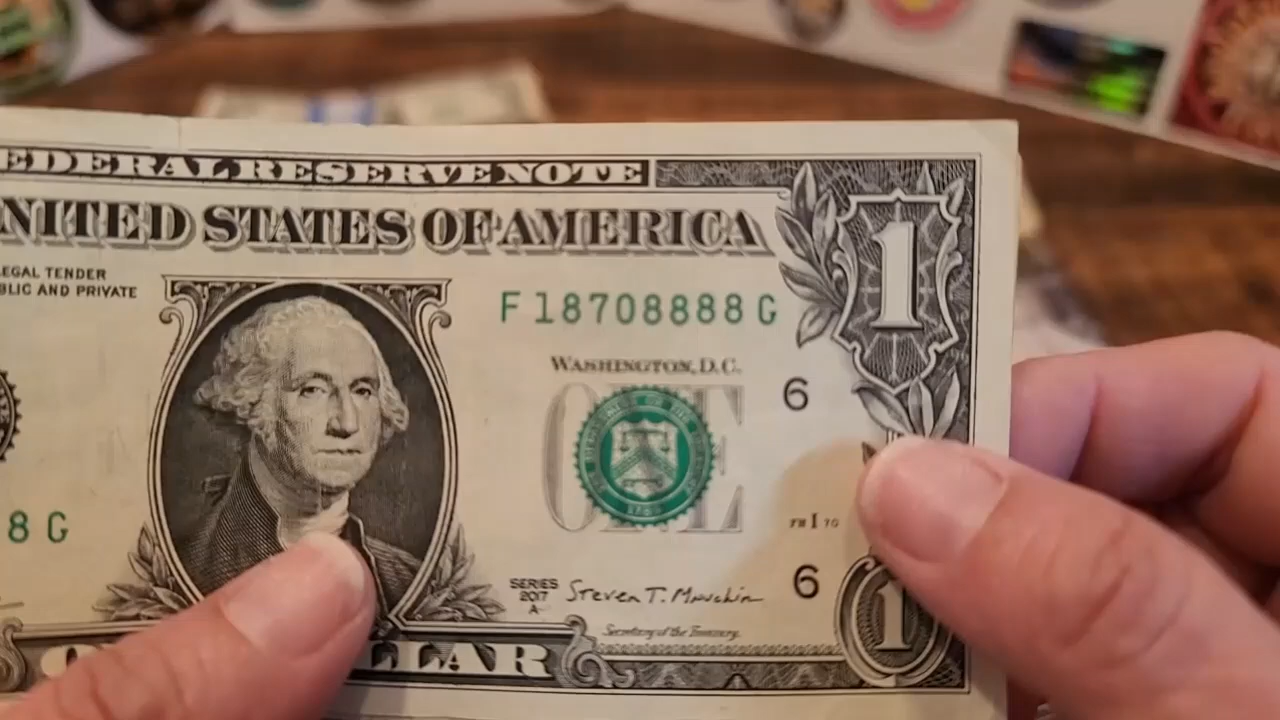 EDERAL RESERVE NOTE
NITED STATES OF AMERICA
1
EGAL TENDER
BLIC AND PRIVATE
F 18708888 G
WASHINGTON, D.C.
ONE
6
8 G
FW I 70
SERIES
2017
A
Steven T. Mnuchin
6
Secretary of the Treasury.
1
LLAR